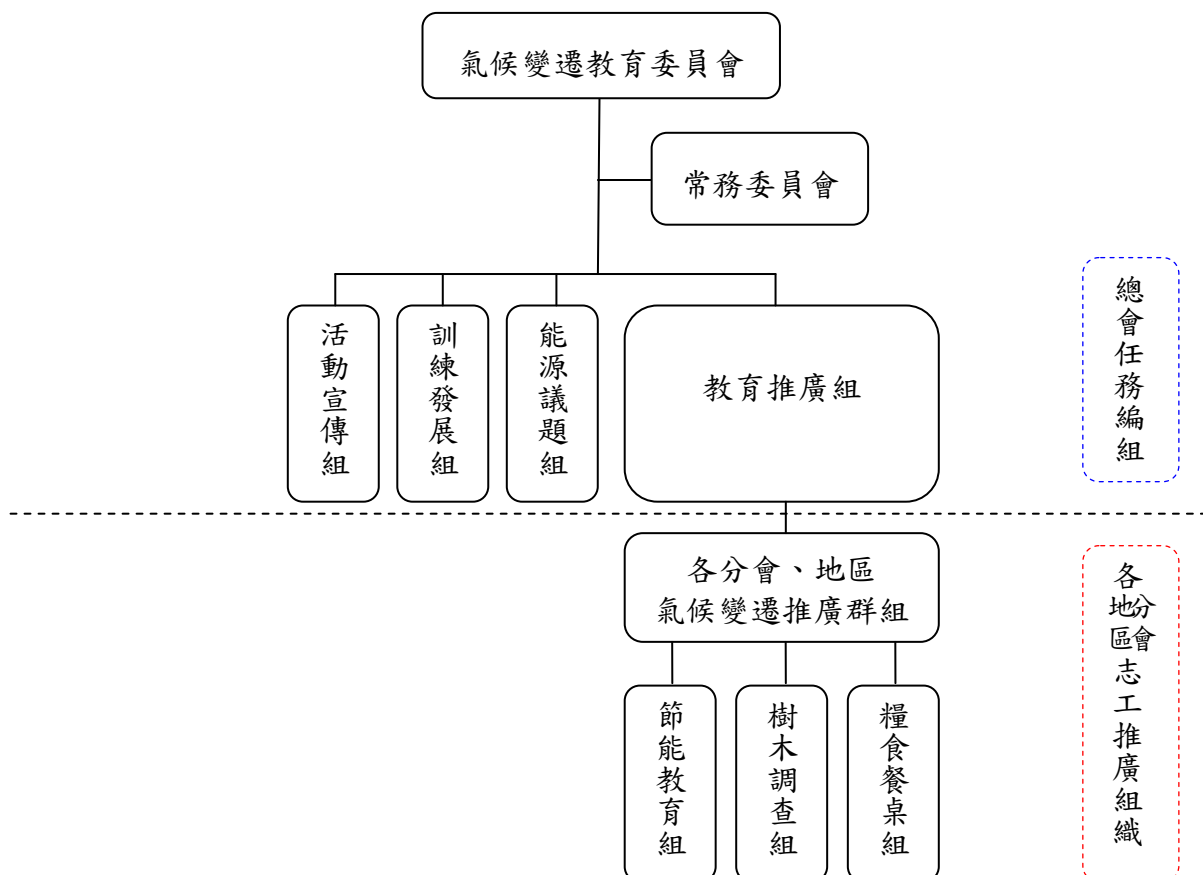 氣候變遷教育委員會
常務委員會
活動宣傳組
訓練發展組
能源議題組
教育推廣組
總會任務編組
各分會、地區
氣候變遷推廣群組
節能教育組
樹木調查組
糧食餐桌組
各地區分會志工推廣組織